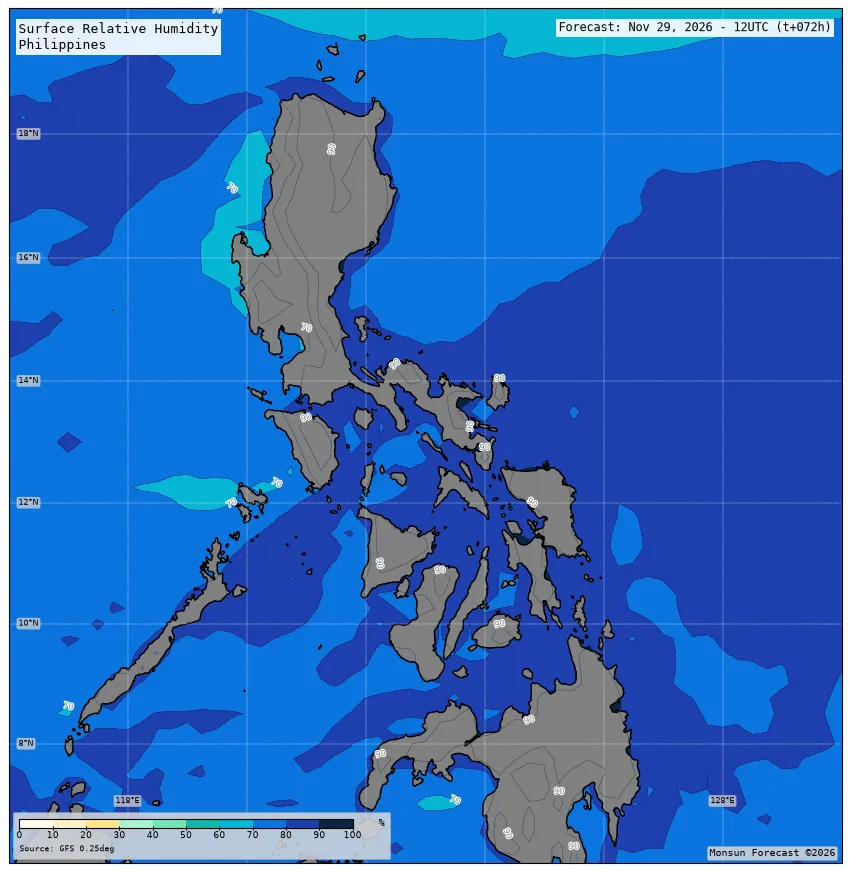 70
Surface Relative Humidity
Philippines
Forecast: Nov 29, 2026 - 12UTC (t+072h)
18°N
90
70
16°N
70
14°N
90
90
90
90
90
70
12°N
70
90
90
90
10°N
90
70
90
8°N
90
90
70
118°E
128°E
90
90
%
0 10 20 30 40 50 60 70 80 90 100
Source: GFS 0.25deg
Monsun Forecast ©2026